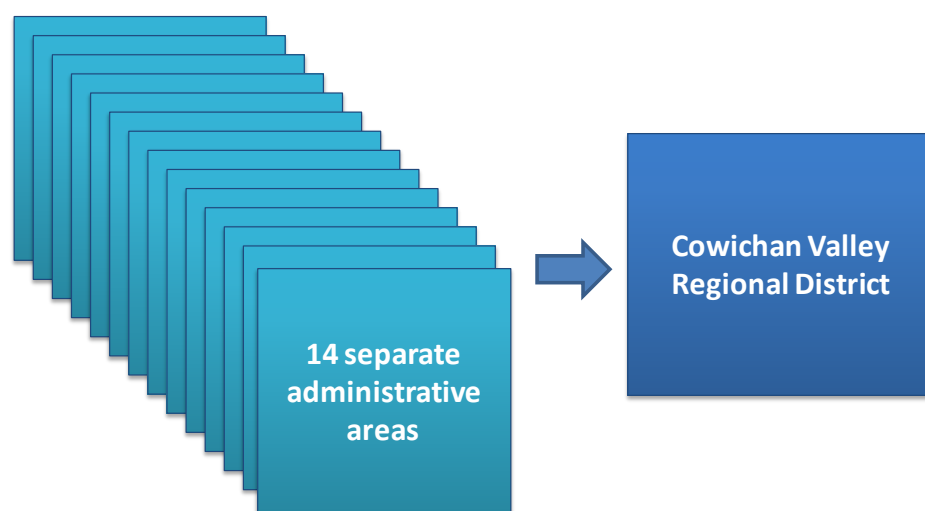 14 separate
administrative
areas
Cowichan Valley
Regional District